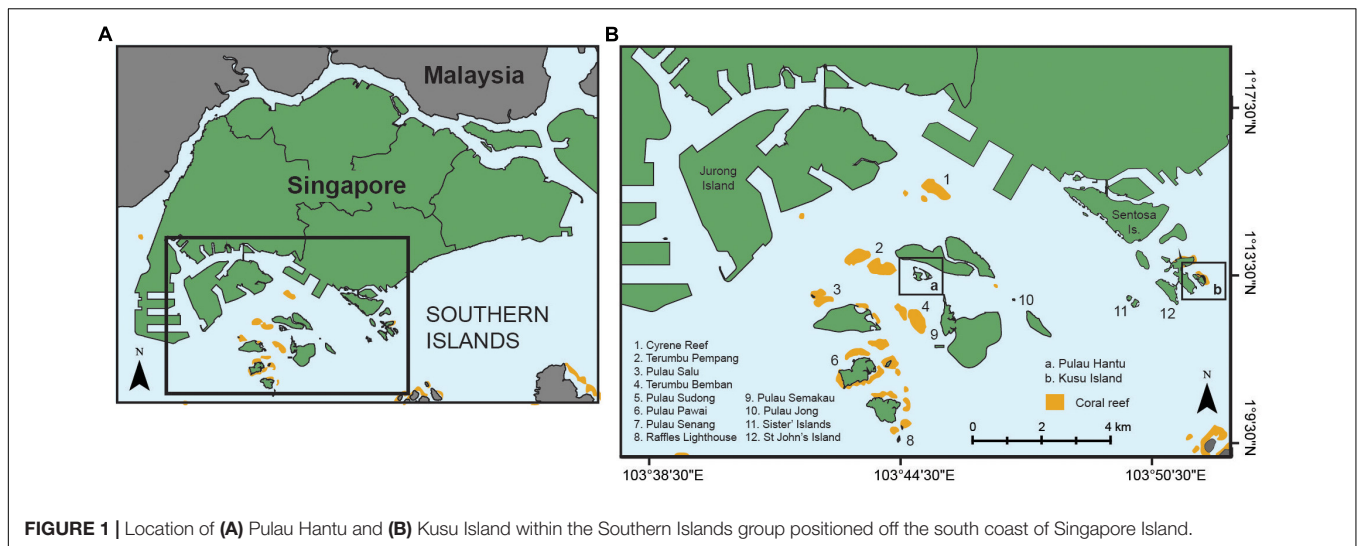 A
B
Malaysia
Singapore
SOUTHERN
ISLANDS
N
Jurong
Island
Sentosa
Is.
1
2
3
4
6
8
9
10
11
12
a
b
1. Cyrene Reef
2. Terumbu Pempang
3. Pulau Salu
4. Terumbu Bemban
5. Pulau Sudong
6. Pulau Pawai
7. Pulau Senang
8. Raffles Lighthouse
9. Pulau Semakau
10. Pulau Jong
11. Sister' Islands
12. St John's Island
a. Pulau Hantu
b. Kusu Island
Coral reef
N
0 2 4 km
1°17'30"N
1°13'30"N
1°9'30"N
103°38'30"E 103°44'30"E 103°50'30"E
FIGURE 1 | Location of (A) Pulau Hantu and (B) Kusu Island within the Southern Islands group positioned off the south coast of Singapore Island.